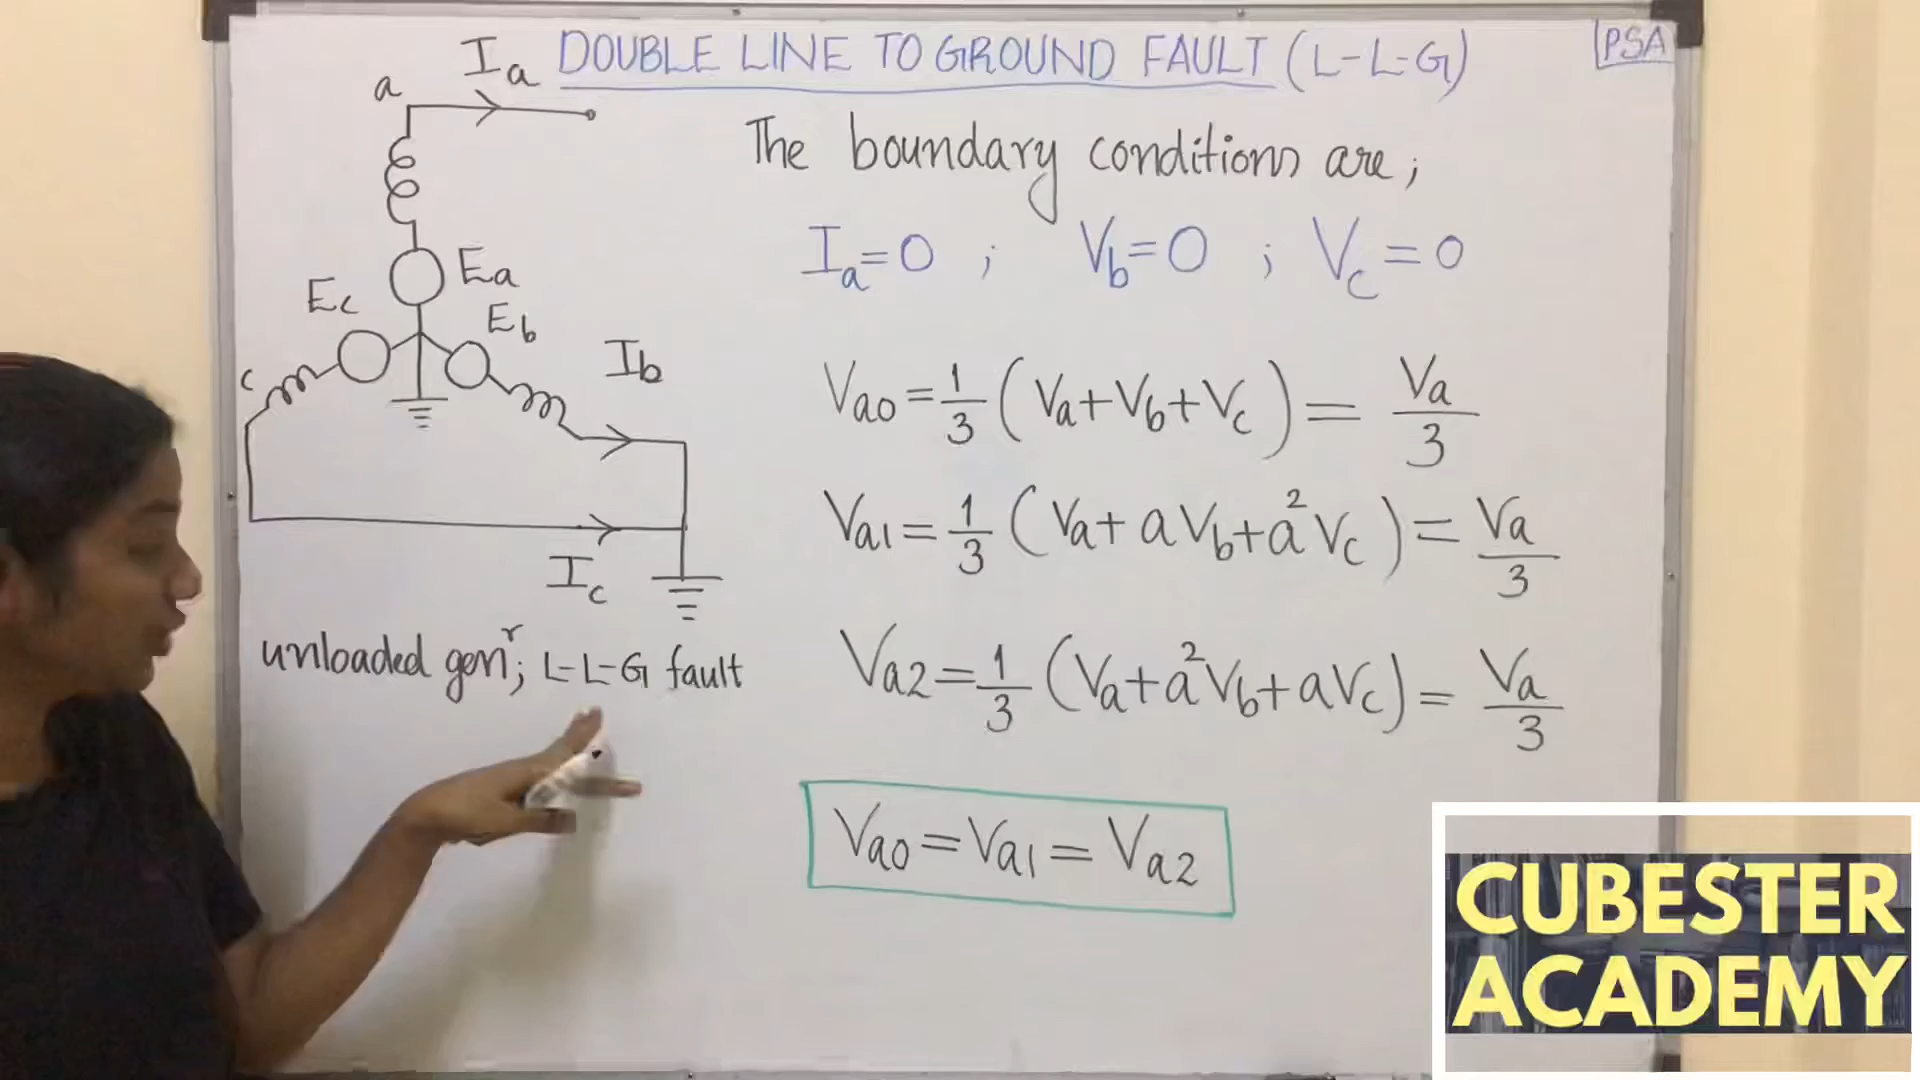 DOUBLE LINE TO GROUND FAULT (L-L-G)
PSA
a
Ia
Ea
Ec
Eb
c
Ib
Ic
unloaded genʳ; L-L-G fault
The boundary conditions are;
Ia=0 ; Vb=0 ; Vc=0
Va0=1/3 (Va+Vb+Vc)=Va/3
Va1=1/3 (Va+aVb+a²Vc)=Va/3
Va2=1/3 (Va+a²Vb+aVc)=Va/3
Va0=Va1=Va2
CUBESTER
ACADEMY